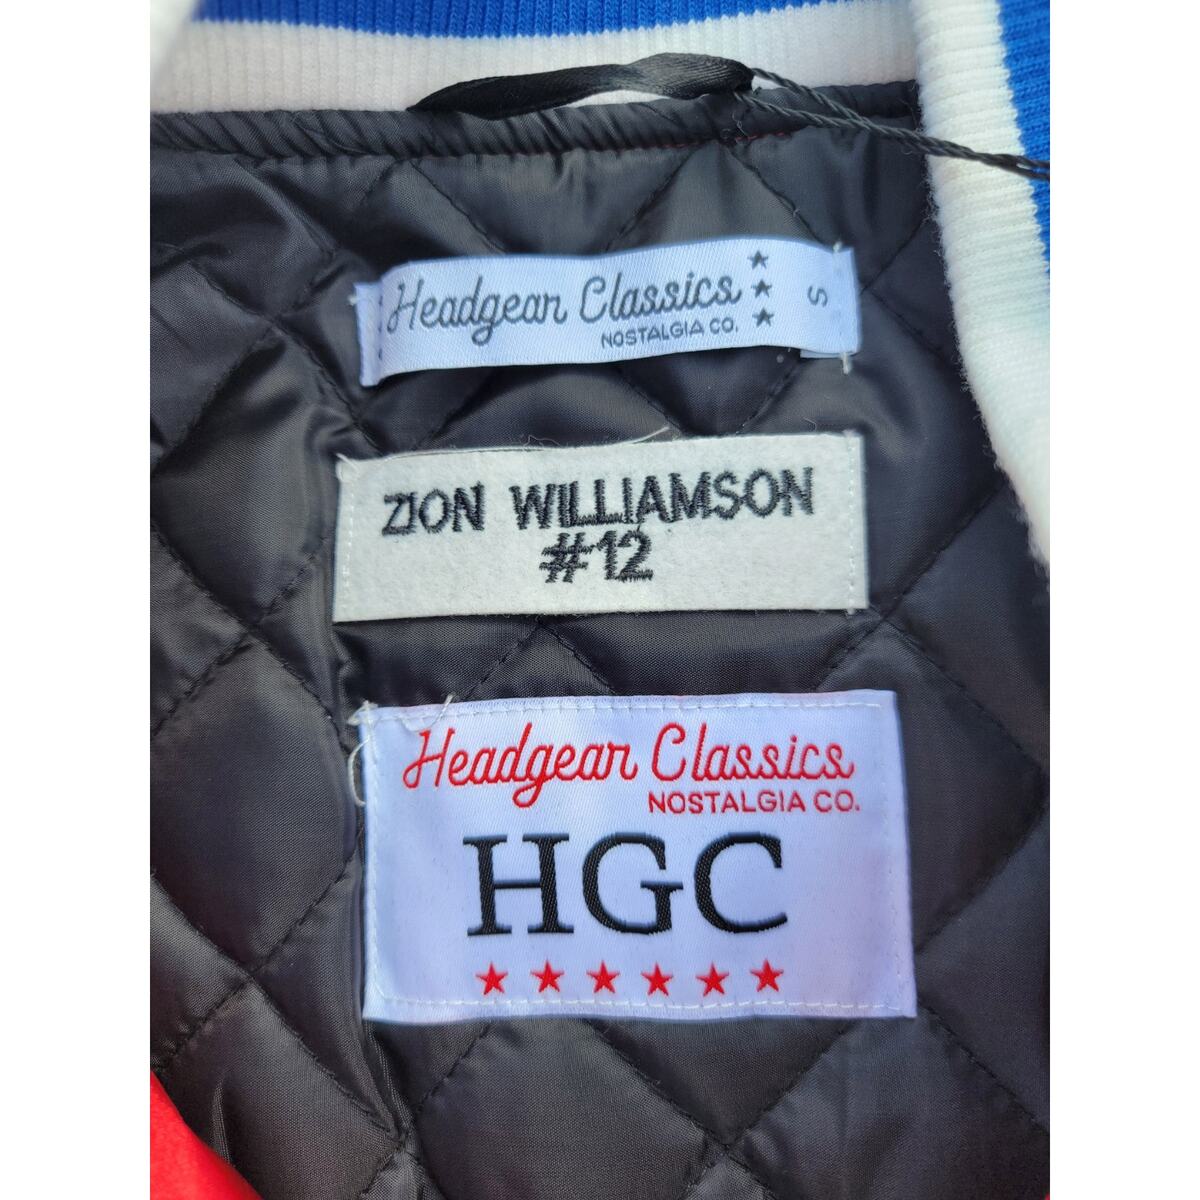 Headgear Classics
NOSTALGIA CO.
S
ZION WILLIAMSON
#12
Headgear Classics
NOSTALGIA CO.
HGC